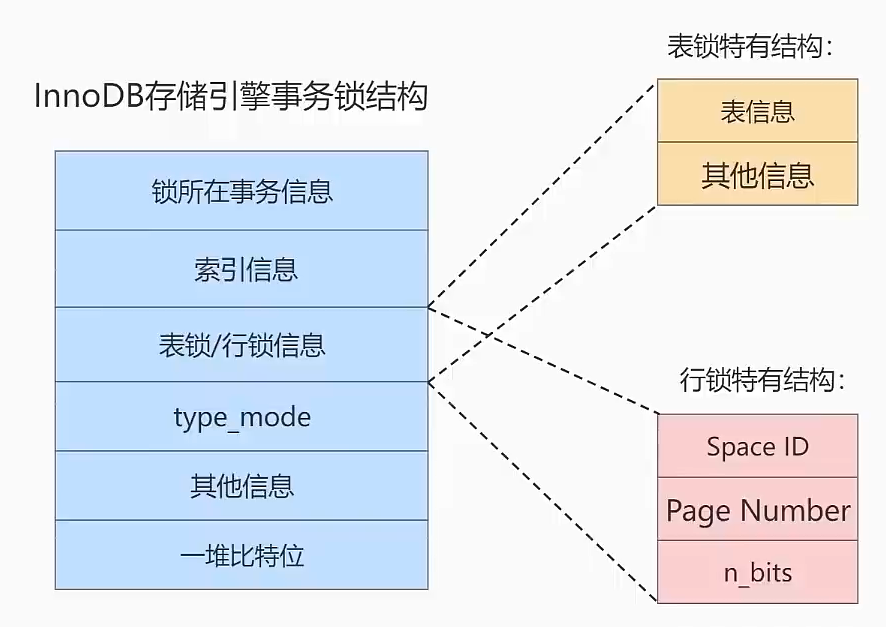 InnoDB存储引擎事务锁结构
锁所在事务信息
索引信息
表锁/行锁信息
type_mode
其他信息
一堆比特位
表锁特有结构：
表信息
其他信息
行锁特有结构：
Space ID
Page Number
n_bits